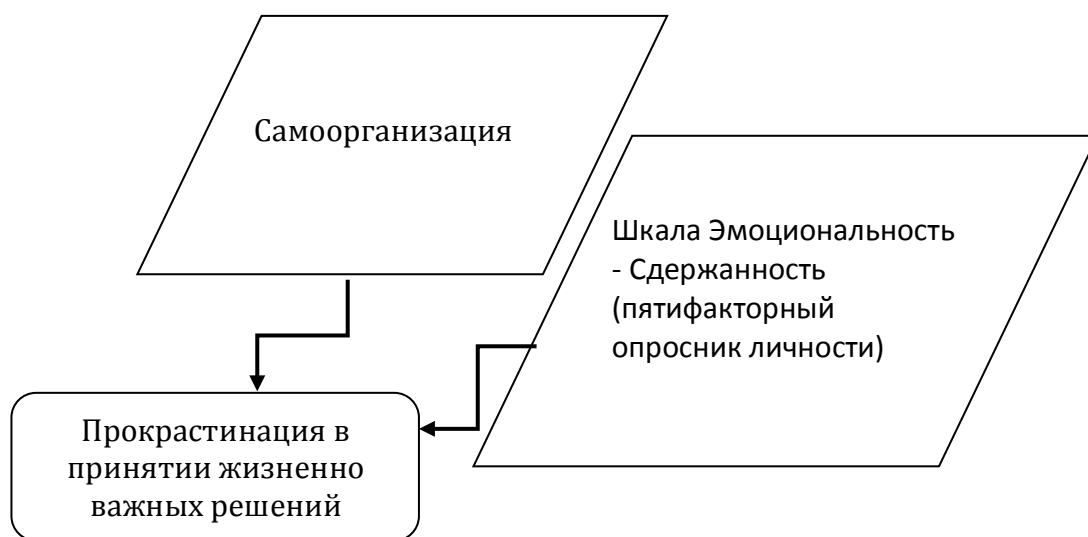 Самоорганизация
Шкала Эмоциональность
- Сдержанность
(пятифакторный
опросник личности)
Прокрастинация в
принятии жизненно
важных решений